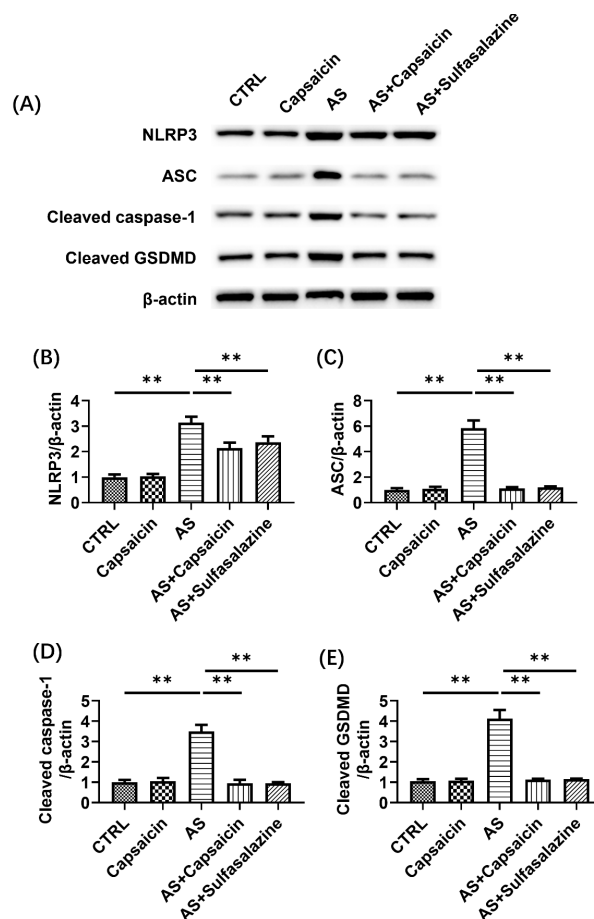 (A)
CTRL
Capsaicin
AS
AS+Capsaicin
AS+Sulfasalazine
NLRP3
ASC
Cleaved caspase-1
Cleaved GSDMD
β-actin
(B)
**
**
**
NLRP3/β-actin
4
3
2
1
0
CTRL
Capsaicin
AS
AS+Capsaicin
AS+Sulfasalazine
(C)
**
**
**
ASC/β-actin
8
6
4
2
0
CTRL
Capsaicin
AS
AS+Capsaicin
AS+Sulfasalazine
(D)
**
**
**
Cleaved caspase-1
/β-actin
5
4
3
2
1
0
CTRL
Capsaicin
AS
AS+Capsaicin
AS+Sulfasalazine
(E)
**
**
**
Cleaved GSDMD
/β-actin
5
4
3
2
1
0
CTRL
Capsaicin
AS
AS+Capsaicin
AS+Sulfasalazine